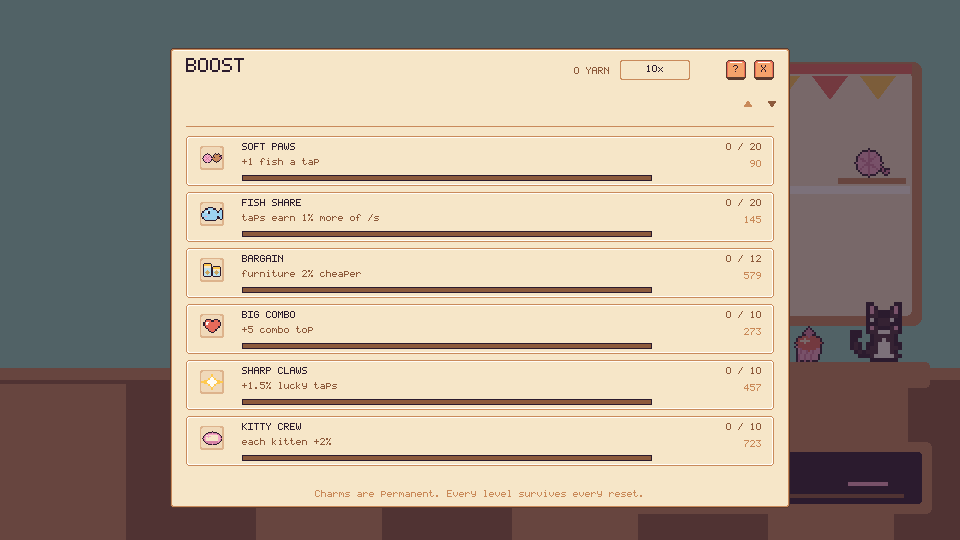 BOOST
0 YARN
10x
?
X
SOFT PAWS
0 / 20
+1 fish a tap
90
FISH SHARE
0 / 20
taps earn 1% more of /s
145
BARGAIN
0 / 12
furniture 2% cheaper
579
BIG COMBO
0 / 10
+5 combo top
273
SHARP CLAWS
0 / 10
+1.5% lucky taps
457
KITTY CREW
0 / 10
each kitten +2%
723
Charms are permanent. Every level survives every reset.